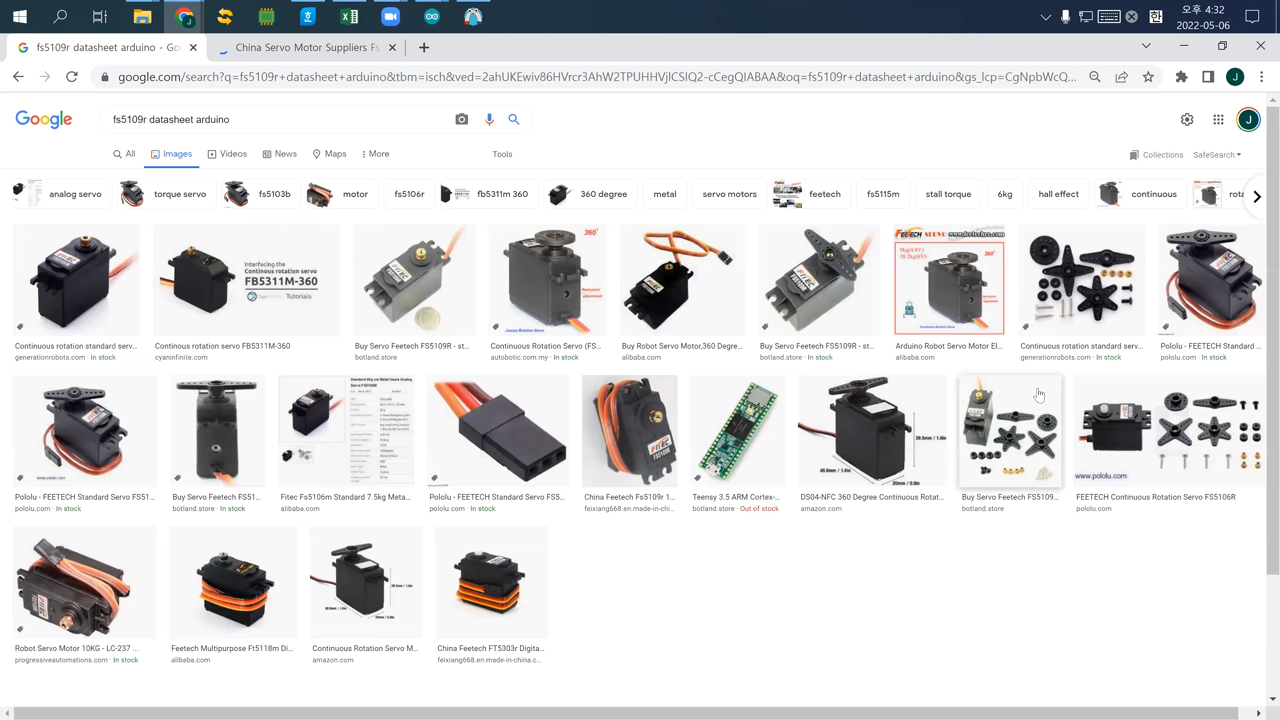 오후 4:32
2022-05-06
fs5109r datasheet arduino - Go
China Servo Motor Suppliers Fs
google.com/search?q=fs5109r+datasheet+arduino&tbm=isch&ved=2ahUKEwiv86HVrcr3AhW2TPUHHVjlCSIQ2-cCegQIABAA&oq=fs5109r+datasheet+arduino&gs_lcp=CgNpbWcQ...
J
Google
fs5109r datasheet arduino
J
All
Images
Videos
News
Maps
More
Tools
Collections
SafeSearch
analog servo
torque servo
fs5103b
motor
fs5106r
fb5311m 360
360 degree
metal
servo motors
feetech
fs5115m
stall torque
6kg
hall effect
continuous
rota
Interfacing the
Continous rotation servo
FB5311M-360
Tutorials
360°
FEETECH SERVO
360°
Continuous rotation standard serv...
generationrobots.com · In stock
Continous rotation servo FB5311M-360
cyaninfinite.com
Buy Servo Feetech FS5109R - st...
botland.store · In stock
Continuous Rotation Servo (FS...
autobotic.com.my · In stock
Buy Robot Servo Motor,360 Degre...
alibaba.com
Buy Servo Feetech FS5109R - st...
botland.store · In stock
Arduino Robot Servo Motor El...
alibaba.com
Continuous rotation standard serv...
generationrobots.com · In stock
Pololu - FEETECH Standard ...
pololu.com · In stock
www.pololu.com
Pololu - FEETECH Standard Servo FS51...
pololu.com · In stock
Buy Servo Feetech FS51...
botland.store · In stock
Fitec Fs5106m Standard 7.5kg Meta...
alibaba.com
Pololu - FEETECH Standard Servo FS5...
pololu.com · In stock
China Feetech Fs5109r 1...
feixiang668.en.made-in-chi...
Teensy 3.5 ARM Cortex-...
botland.store · Out of stock
DS04-NFC 360 Degree Continuous Rotat...
amazon.com
Buy Servo Feetech FS5109...
botland.store
FEETECH Continuous Rotation Servo FS5106R
pololu.com
Robot Servo Motor 10KG - LC-237 ...
progressiveautomations.com · In stock
Feetech Multipurpose Ft5118m Di...
alibaba.com
Continuous Rotation Servo M...
amazon.com
China Feetech FT5303r Digita...
feixiang668.en.made-in-china.c...